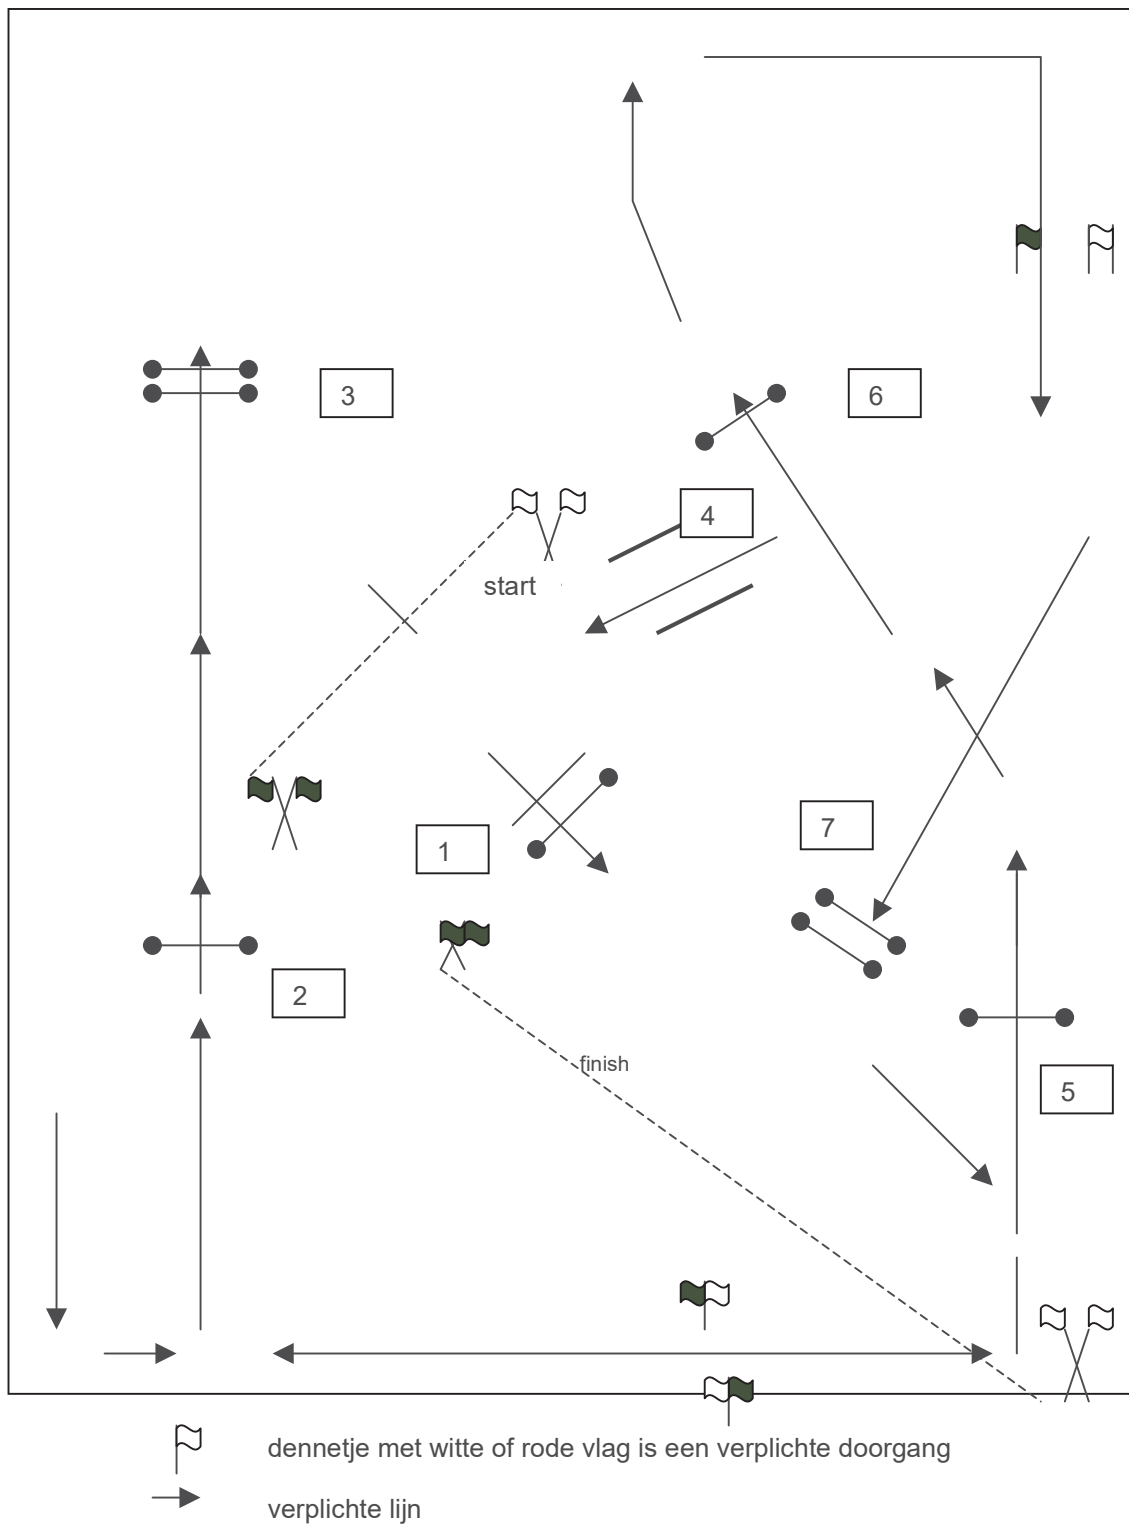 3
6
4
start
7
1
2
finish
5
dennetje met witte of rode vlag is een verplichte doorgang
verplichte lijn